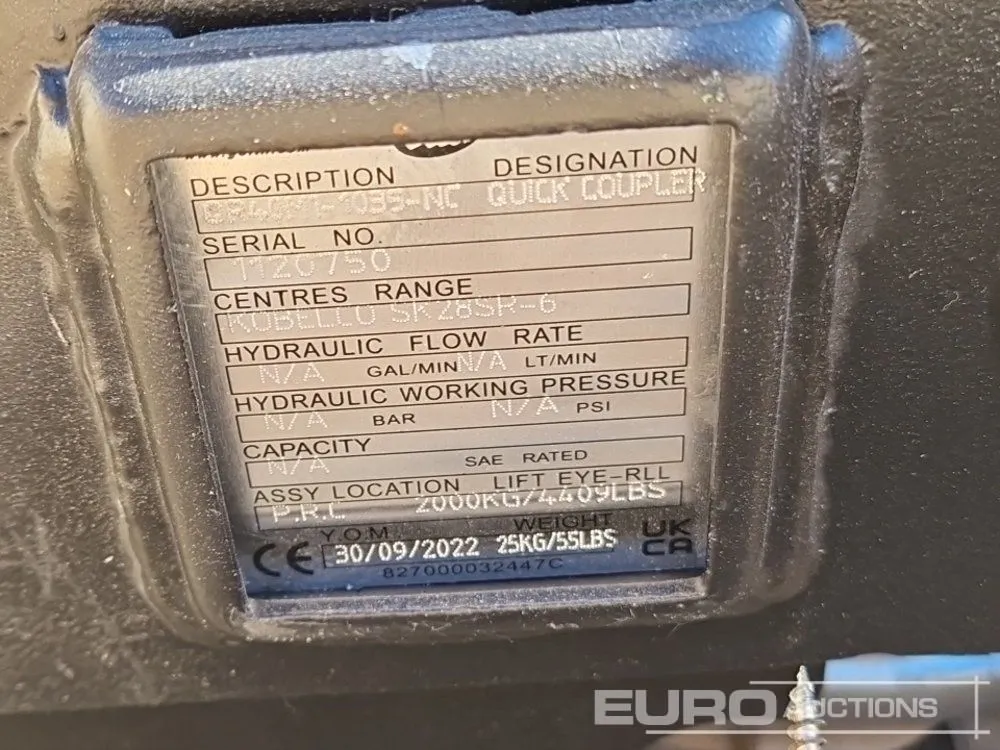 DESCRIPTION DESIGNATION
QUICK COUPLER
SERIAL NO.
1120750
CENTRES RANGE
KOBELCO SK28SR-6
HYDRAULIC FLOW RATE
N/A GAL/MIN N/A LT/MIN
HYDRAULIC WORKING PRESSURE
N/A BAR N/A PSI
CAPACITY
N/A SAE RATED
ASSY LOCATION LIFT EYE-RLL
P.R.C 2000KG/4409LBS
Y.O.M. WEIGHT
CE 30/09/2022 25KG/55LBS UK CA
827000032447C
EURO AUCTIONS